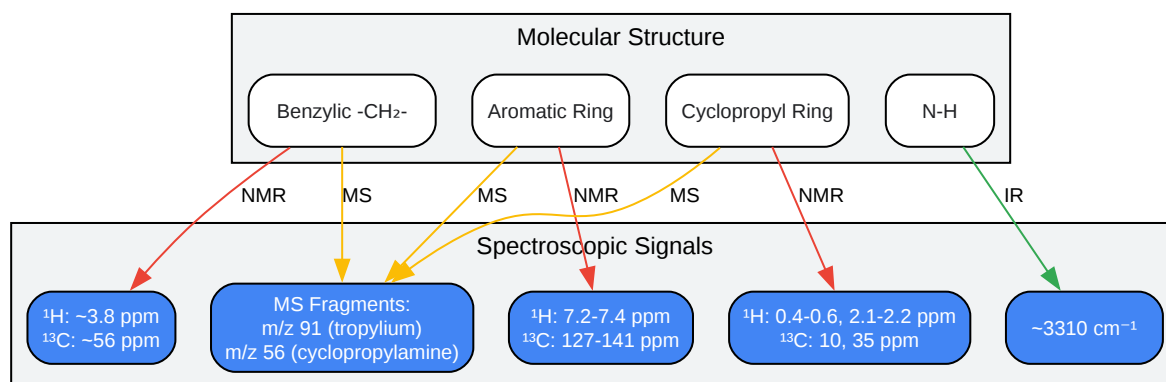 Molecular Structure
Benzylic -CH₂-
Aromatic Ring
Cyclopropyl Ring
N-H
NMR
MS
MS
NMR
MS
NMR
IR
Spectroscopic Signals
¹H: ~3.8 ppm
¹³C: ~56 ppm
MS Fragments:
m/z 91 (tropylium)
m/z 56 (cyclopropylamine)
¹H: 7.2-7.4 ppm
¹³C: 127-141 ppm
¹H: 0.4-0.6, 2.1-2.2 ppm
¹³C: 10, 35 ppm
~3310 cm⁻¹